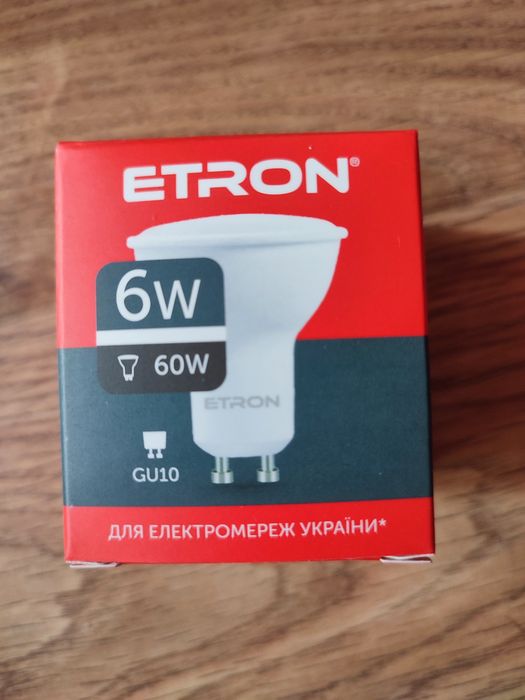 ETRON®
6W
60W
ETRON
GU10
ДЛЯ ЕЛЕКТРОМЕРЕЖ УКРАЇНИ*